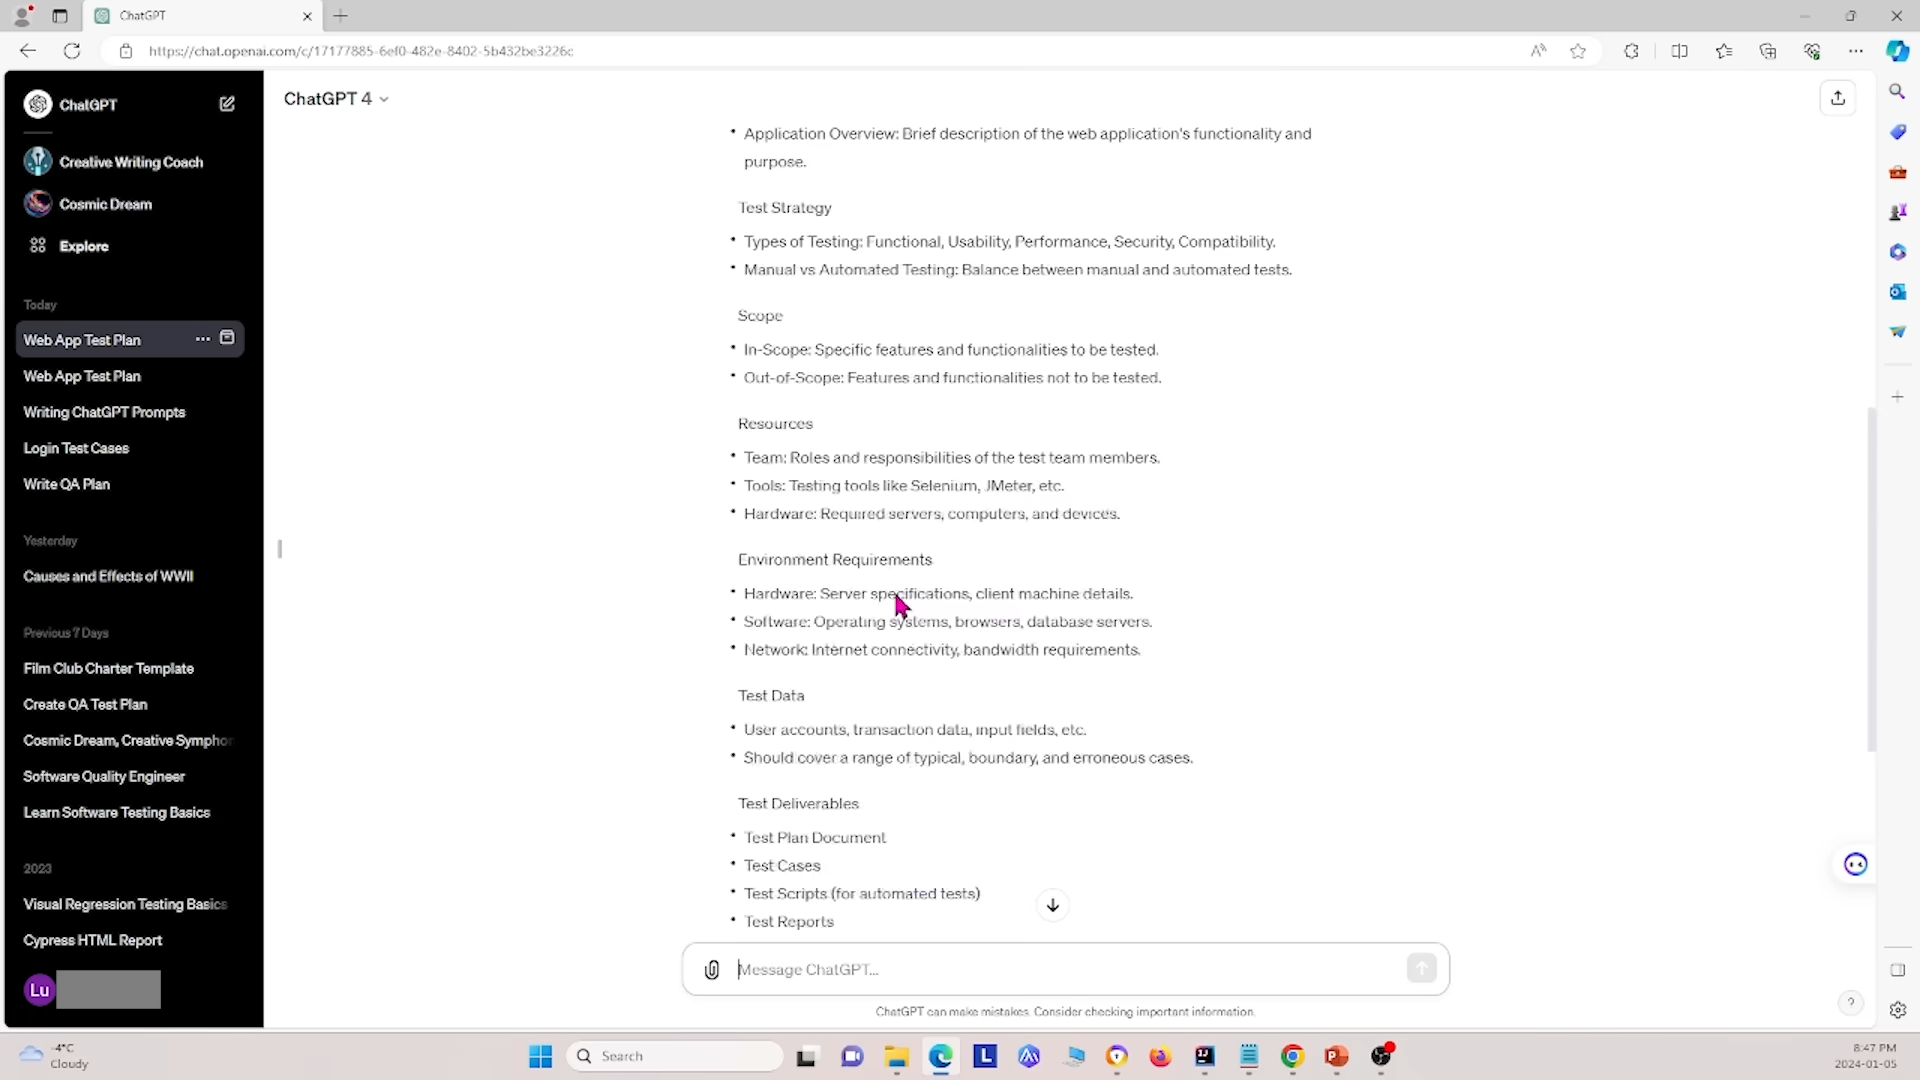 ChatGPT
https://chat.openai.com/c/17177885-6ef0-482e-8402-5b432be3226c
ChatGPT
Creative Writing Coach
Cosmic Dream
Explore
Today
Web App Test Plan
Web App Test Plan
Writing ChatGPT Prompts
Login Test Cases
Write QA Plan
Yesterday
Causes and Effects of WWII
Previous 7 Days
Film Club Charter Template
Create QA Test Plan
Cosmic Dream, Creative Symphon
Software Quality Engineer
Learn Software Testing Basics
2023
Visual Regression Testing Basics
Cypress HTML Report
Lu
ChatGPT 4
• Application Overview: Brief description of the web application's functionality and
purpose.
Test Strategy
• Types of Testing: Functional, Usability, Performance, Security, Compatibility.
• Manual vs Automated Testing: Balance between manual and automated tests.
Scope
• In-Scope: Specific features and functionalities to be tested.
• Out-of-Scope: Features and functionalities not to be tested.
Resources
• Team: Roles and responsibilities of the test team members.
• Tools: Testing tools like Selenium, JMeter, etc.
• Hardware: Required servers, computers, and devices.
Environment Requirements
• Hardware: Server specifications, client machine details.
• Software: Operating systems, browsers, database servers.
• Network: Internet connectivity, bandwidth requirements.
Test Data
• User accounts, transaction data, input fields, etc.
• Should cover a range of typical, boundary, and erroneous cases.
Test Deliverables
• Test Plan Document
• Test Cases
• Test Scripts (for automated tests)
• Test Reports
Message ChatGPT...
ChatGPT can make mistakes. Consider checking important information.
?
-4°C
Cloudy
Search
L
8:47 PM
2024-01-05